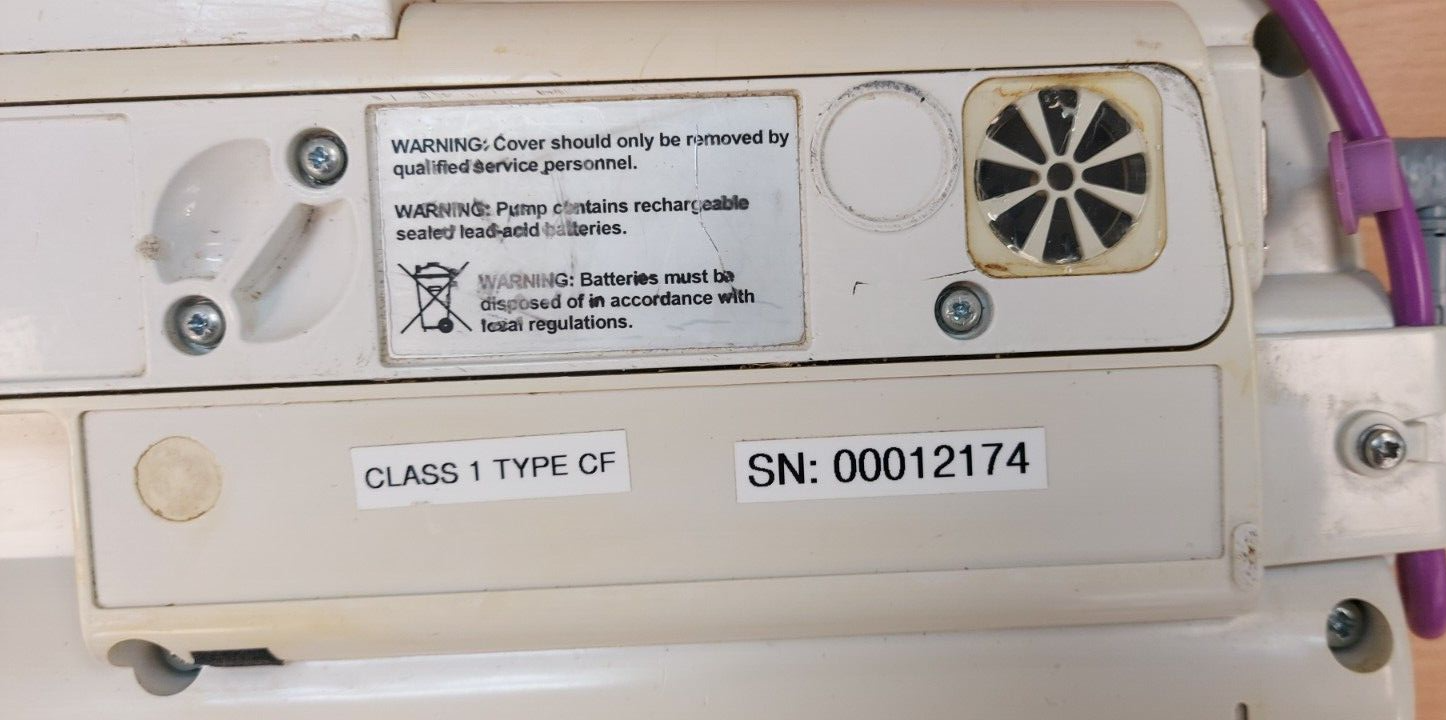 WARNING: Cover should only be removed by
qualified service personnel.
WARNING: Pump contains rechargeable
sealed lead-acid batteries.
WARNING: Batteries must be
disposed of in accordance with
local regulations.
CLASS 1 TYPE CF
SN: 00012174